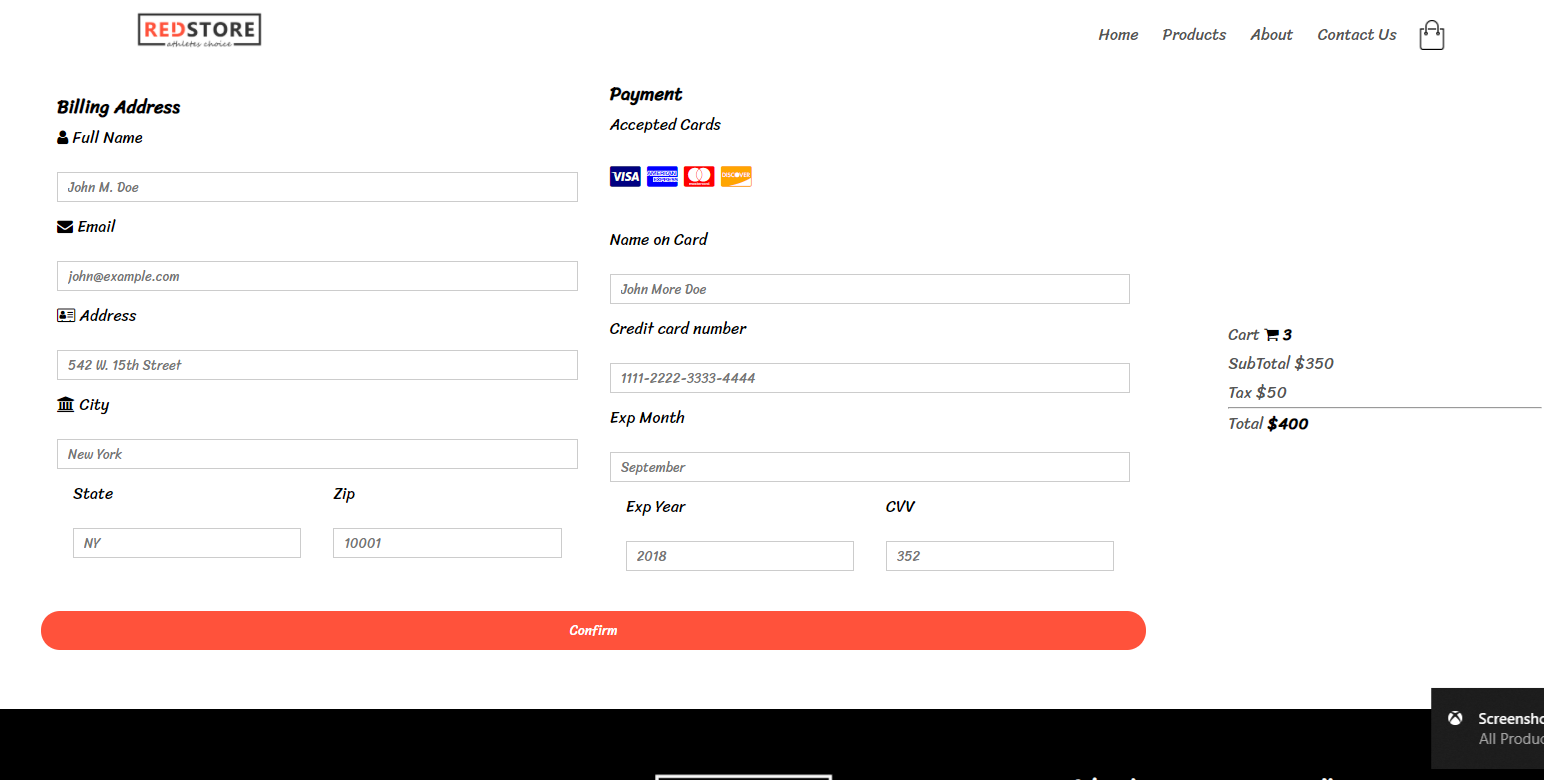 REDSTORE
athletes choice
Home Products About Contact Us
Billing Address
Full Name
John M. Doe
Email
john@example.com
Address
542 W. 15th Street
City
New York
State Zip
NY 10001
Payment
Accepted Cards
VISA AMERICAN EXPRESS mastercard DISCOVER
Name on Card
John More Doe
Credit card number
1111-2222-3333-4444
Exp Month
September
Exp Year CVV
2018 352
Confirm
Cart 3
SubTotal $350
Tax $50
Total $400
Screensho
All Produc